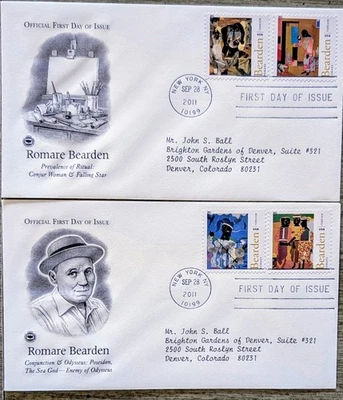 OFFICIAL FIRST DAY OF ISSUE
Bearden
Bearden
NEW YORK NY
SEP 28
2011
10199
FIRST DAY OF ISSUE
Mr. John S. Ball
Brighton Gardens of Denver, Suite #321
2500 South Roslyn Street
Denver, Colorado 80231
Romare Bearden
Prevalence of Ritual:
Conjur Woman & Falling Star
OFFICIAL FIRST DAY OF ISSUE
Bearden
Bearden
NEW YORK NY
SEP 28
2011
10199
FIRST DAY OF ISSUE
Mr. John S. Ball
Brighton Gardens of Denver, Suite #321
2500 South Roslyn Street
Denver, Colorado 80231
Romare Bearden
Conjunction & Odysseus: Poseidon,
The Sea God— Enemy of Odysseus